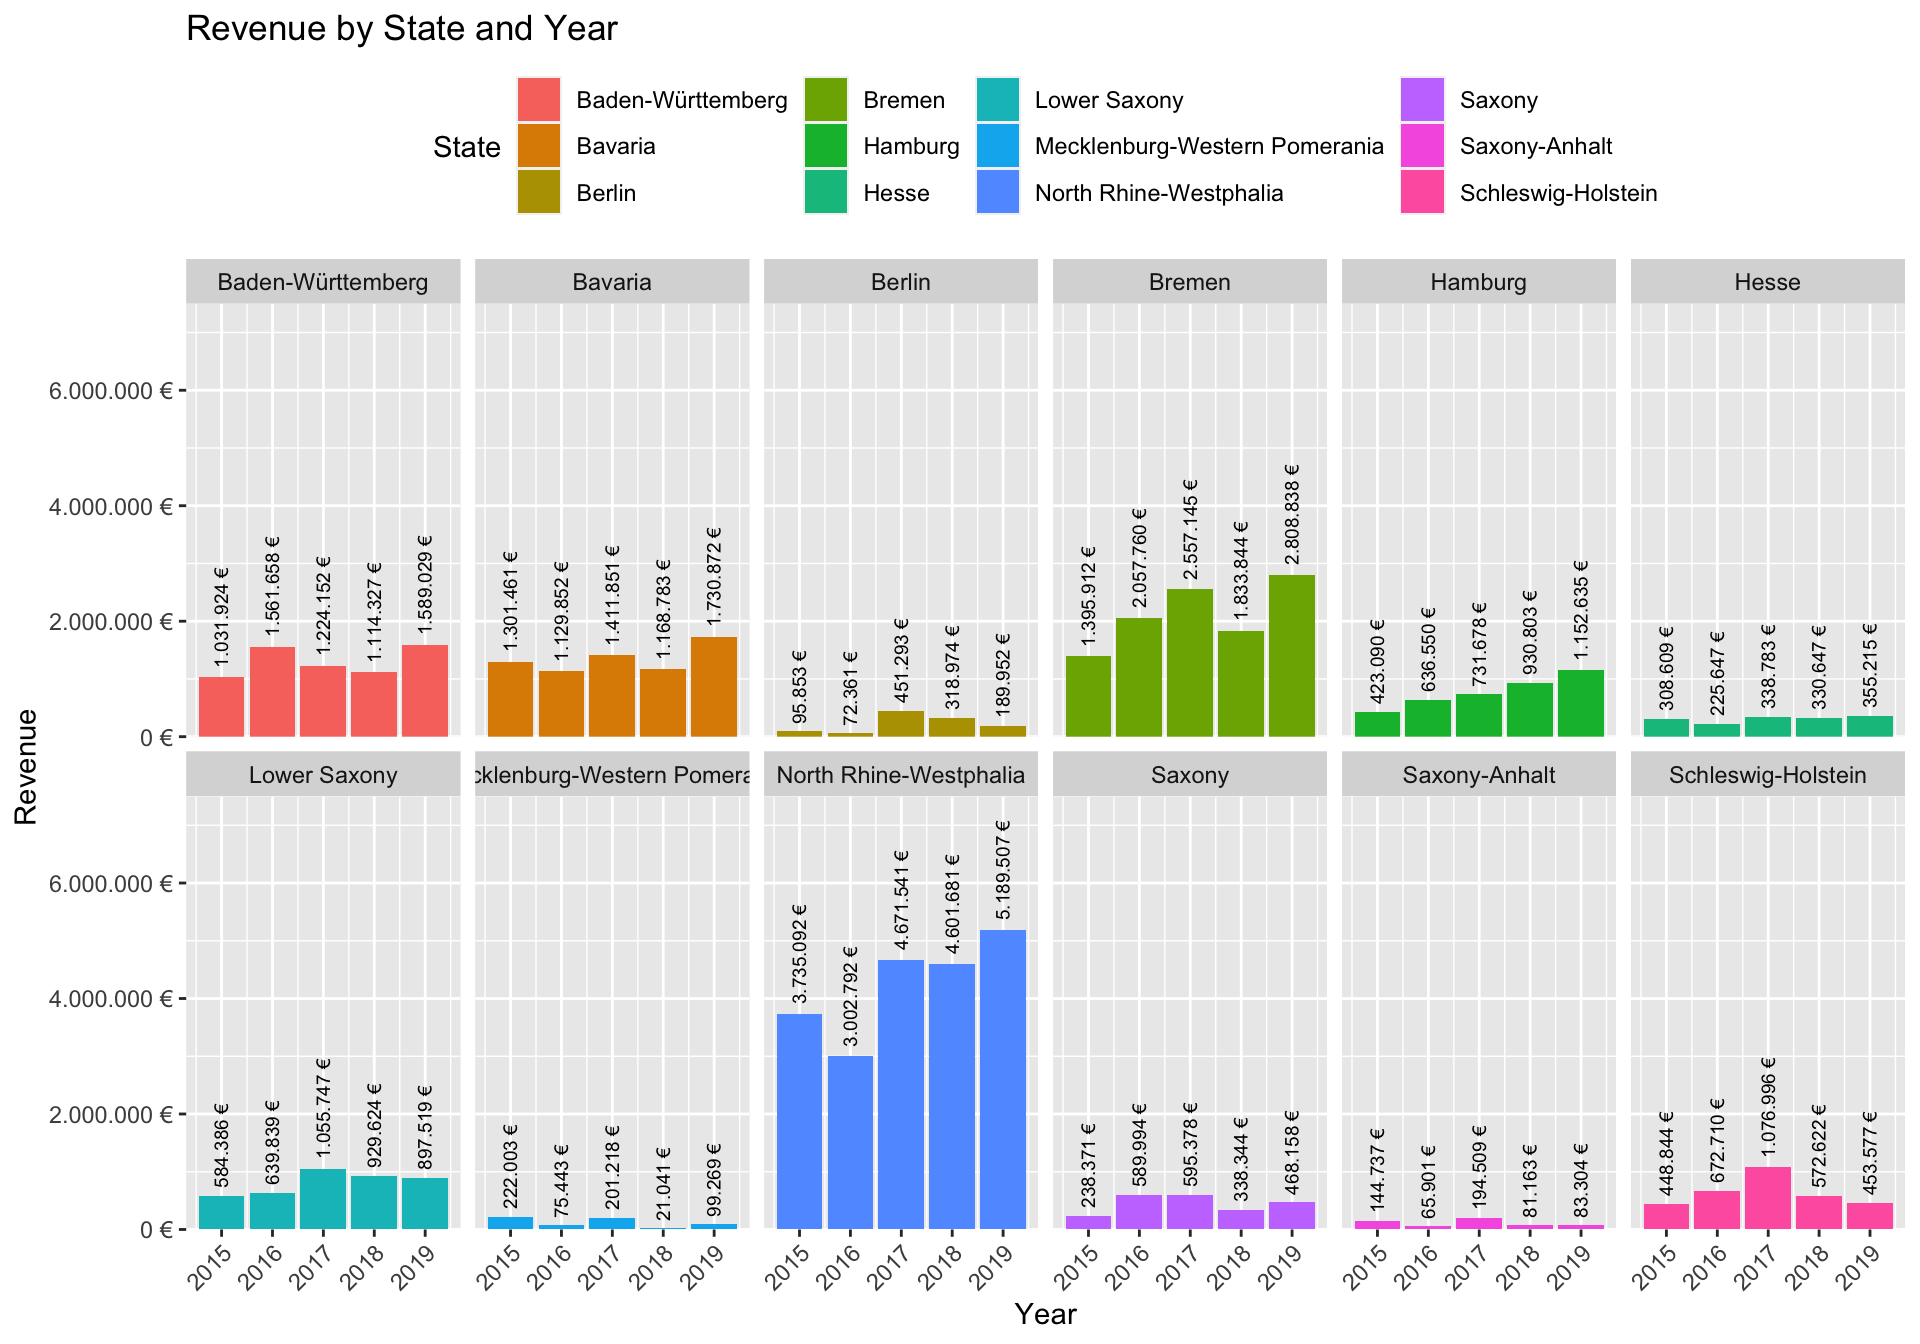 Revenue by State and Year
State
Baden-Württemberg
Bavaria
Berlin
Bremen
Hamburg
Hesse
Lower Saxony
Mecklenburg-Western Pomerania
North Rhine-Westphalia
Saxony
Saxony-Anhalt
Schleswig-Holstein
Revenue
6.000.000 €
4.000.000 €
2.000.000 €
0 €
Baden-Württemberg
1.031.924 €
1.561.658 €
1.224.152 €
1.114.327 €
1.589.029 €
Bavaria
1.301.461 €
1.129.852 €
1.411.851 €
1.168.783 €
1.730.872 €
Berlin
95.853 €
72.361 €
451.293 €
318.974 €
189.952 €
Bremen
1.395.912 €
2.057.760 €
2.557.145 €
1.833.844 €
2.808.838 €
Hamburg
423.090 €
636.550 €
731.678 €
930.803 €
1.152.635 €
Hesse
308.609 €
225.647 €
338.783 €
330.647 €
355.215 €
6.000.000 €
4.000.000 €
2.000.000 €
0 €
Lower Saxony
584.386 €
639.839 €
1.055.747 €
929.624 €
897.519 €
cklenburg-Western Pomera
222.003 €
75.443 €
201.218 €
21.041 €
99.269 €
North Rhine-Westphalia
3.735.092 €
3.002.792 €
4.671.541 €
4.601.681 €
5.189.507 €
Saxony
238.371 €
589.994 €
595.378 €
338.344 €
468.158 €
Saxony-Anhalt
144.737 €
65.901 €
194.509 €
81.163 €
83.304 €
Schleswig-Holstein
448.844 €
672.710 €
1.076.996 €
572.622 €
453.577 €
2015 2016 2017 2018 2019
2015 2016 2017 2018 2019
2015 2016 2017 2018 2019
2015 2016 2017 2018 2019
2015 2016 2017 2018 2019
2015 2016 2017 2018 2019
Year